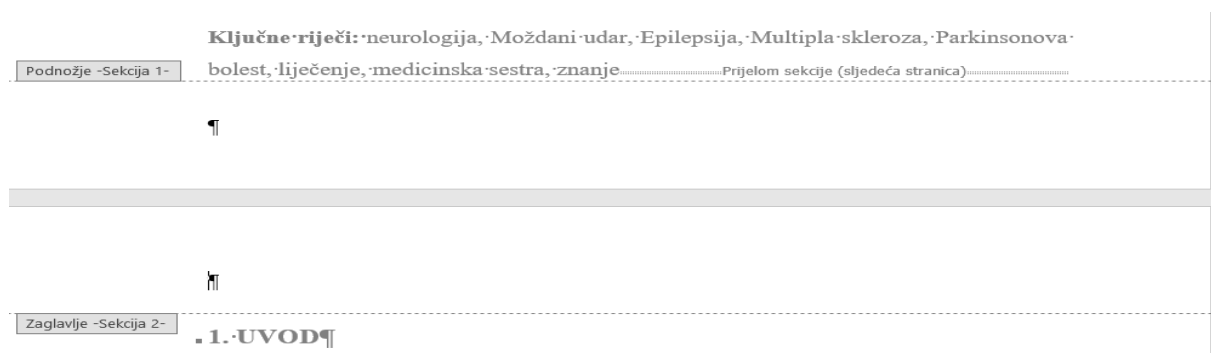 Ključne riječi: neurologija, Moždani udar, Epilepsija, Multipla skleroza, Parkinsonova
Podnožje -Sekcija 1-
bolest, liječenje, medicinska sestra, znanje Prijelom sekcije (sljedeća stranica)
¶
¶
Zaglavlje -Sekcija 2-
1. UVOD¶